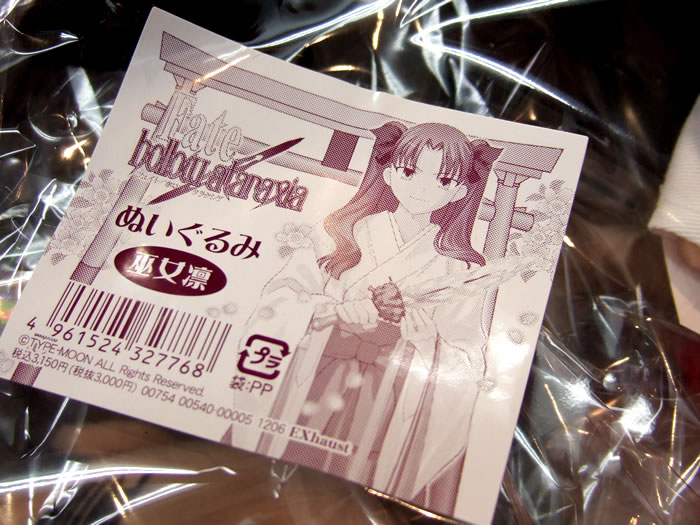 Fate
hollow ataraxia
ぬいぐるみ
巫女凛
4 961524 327768
©TYPE-MOON ALL Rights Reserved.
税込3,150円(税抜3,000円) 00754 00540-00005 1206 EXhaust
プラ
袋:PP